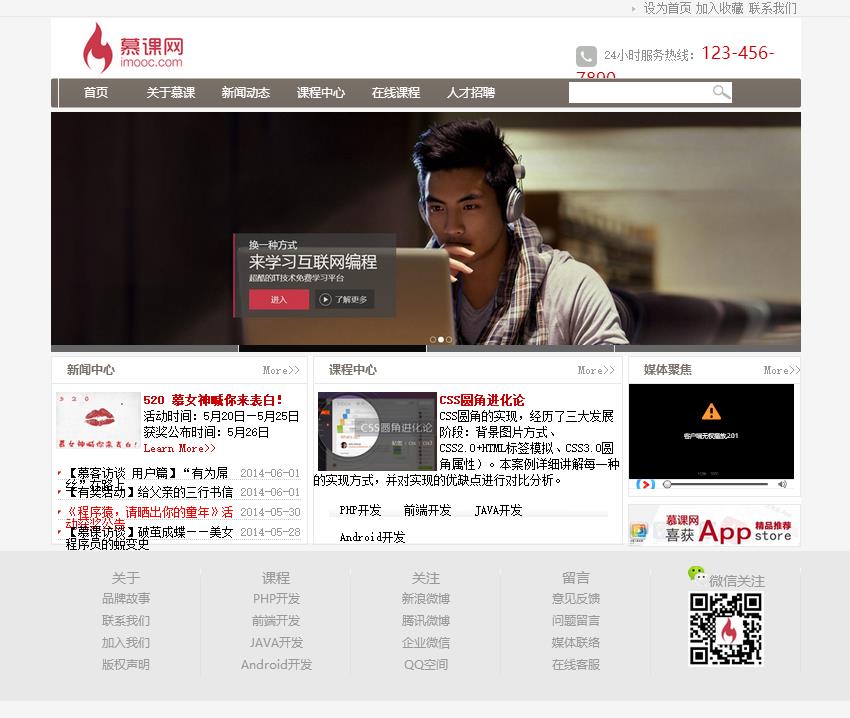 设为首页 加入收藏 联系我们
慕课网
imooc.com
24小时服务热线：123-456-
7890
首页 关于慕课 新闻动态 课程中心 在线课程 人才招聘
换一种方式
来学习互联网编程
超酷的IT技术免费学习平台
进入 了解更多
新闻中心 More>>
520
慕女神喊你来表白!
520 慕女神喊你来表白!
活动时间：5月20日——5月25日
获奖公布时间：5月26日
Learn More>>
【慕客访谈 用户篇】“有为屌 2014-06-01
丝”在路上
【有奖活动】给父亲的三行书信 2014-06-01
《程序猿，请晒出你的童年》活 2014-05-30
动获奖公告
【慕课访谈】破茧成蝶——美女 2014-05-28
程序员的蜕变史
课程中心 More>>
CSS圆角进化论
CSS圆角进化论
CSS圆角的实现，经历了三大发展
阶段：背景图片方式、
CSS2.0+HTML标签模拟、CSS3.0圆
角属性）。本案例详细讲解每一种
的实现方式，并对实现的优缺点进行对比分析。
PHP开发 前端开发 JAVA开发
Android开发
媒体聚焦 More>>
客户端无权播放,201
慕课网
喜获 App 精品推荐
store
关于 课程 关注 留言 微信关注
品牌故事 PHP开发 新浪微博 意见反馈
联系我们 前端开发 腾讯微博 问题留言
加入我们 JAVA开发 企业微信 媒体联络
版权声明 Android开发 QQ空间 在线客服